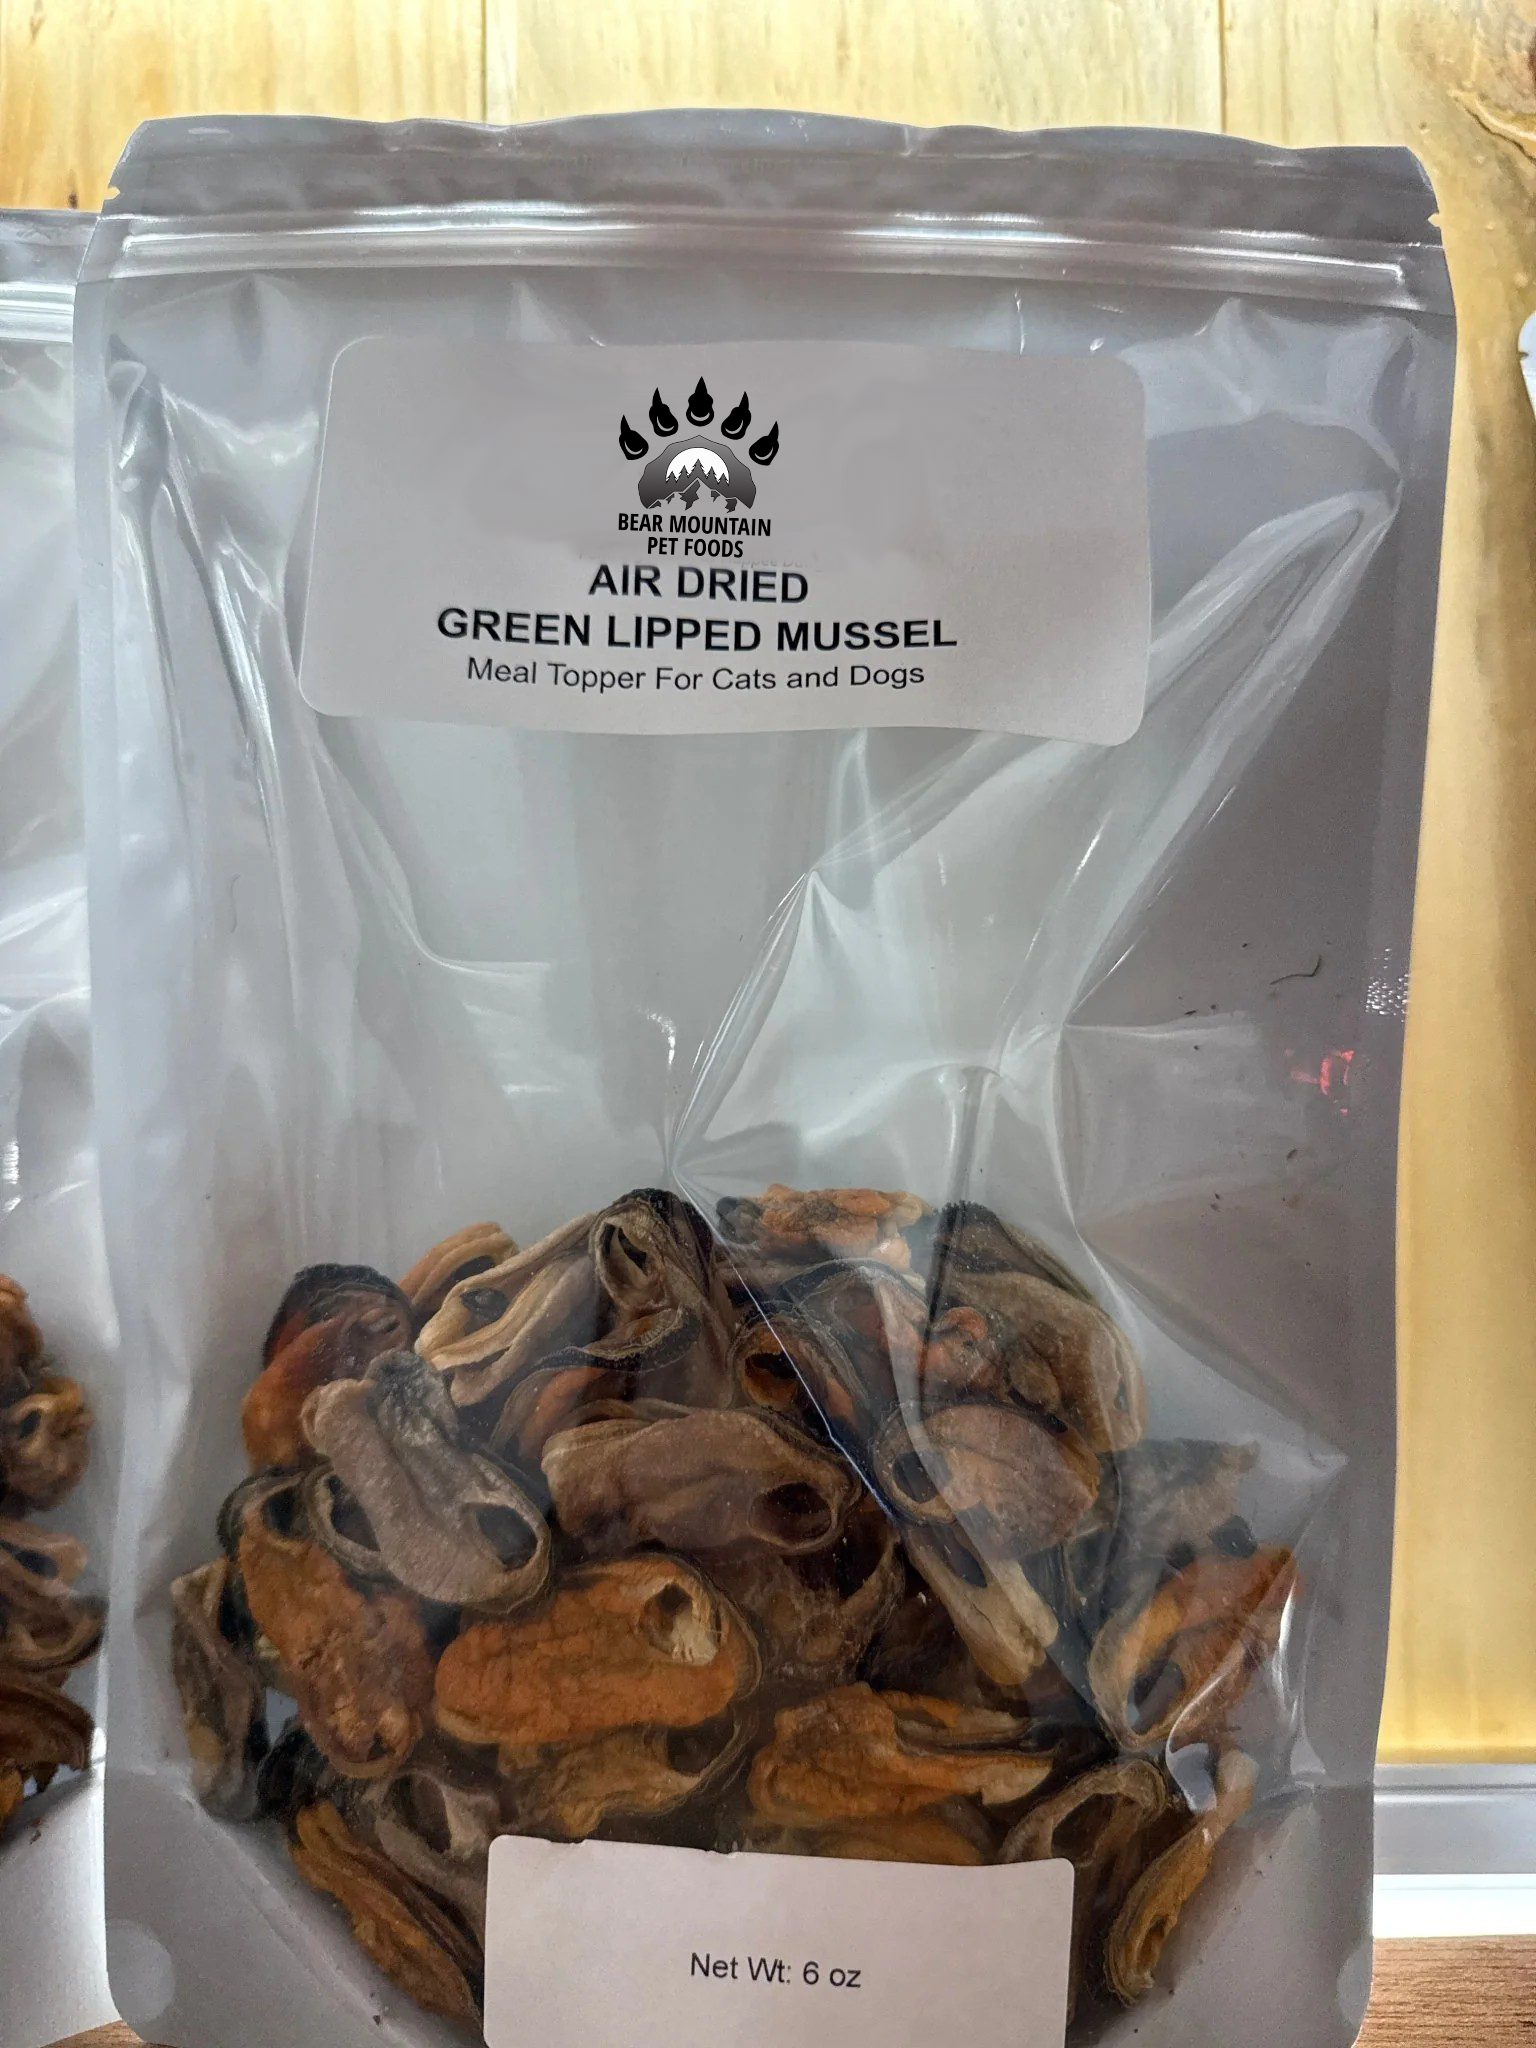 BEAR MOUNTAIN
PET FOODS
AIR DRIED
GREEN LIPPED MUSSEL
Meal Topper For Cats and Dogs
Net Wt: 6 oz